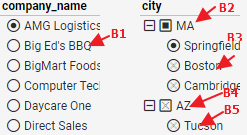 company_name city
AMG Logistics MA B2
Big Ed's BBQ B1 Springfield
BigMart Foods Boston B3
Computer Tec Cambridge
Daycare One AZ B4
Direct Sales Tucson B5